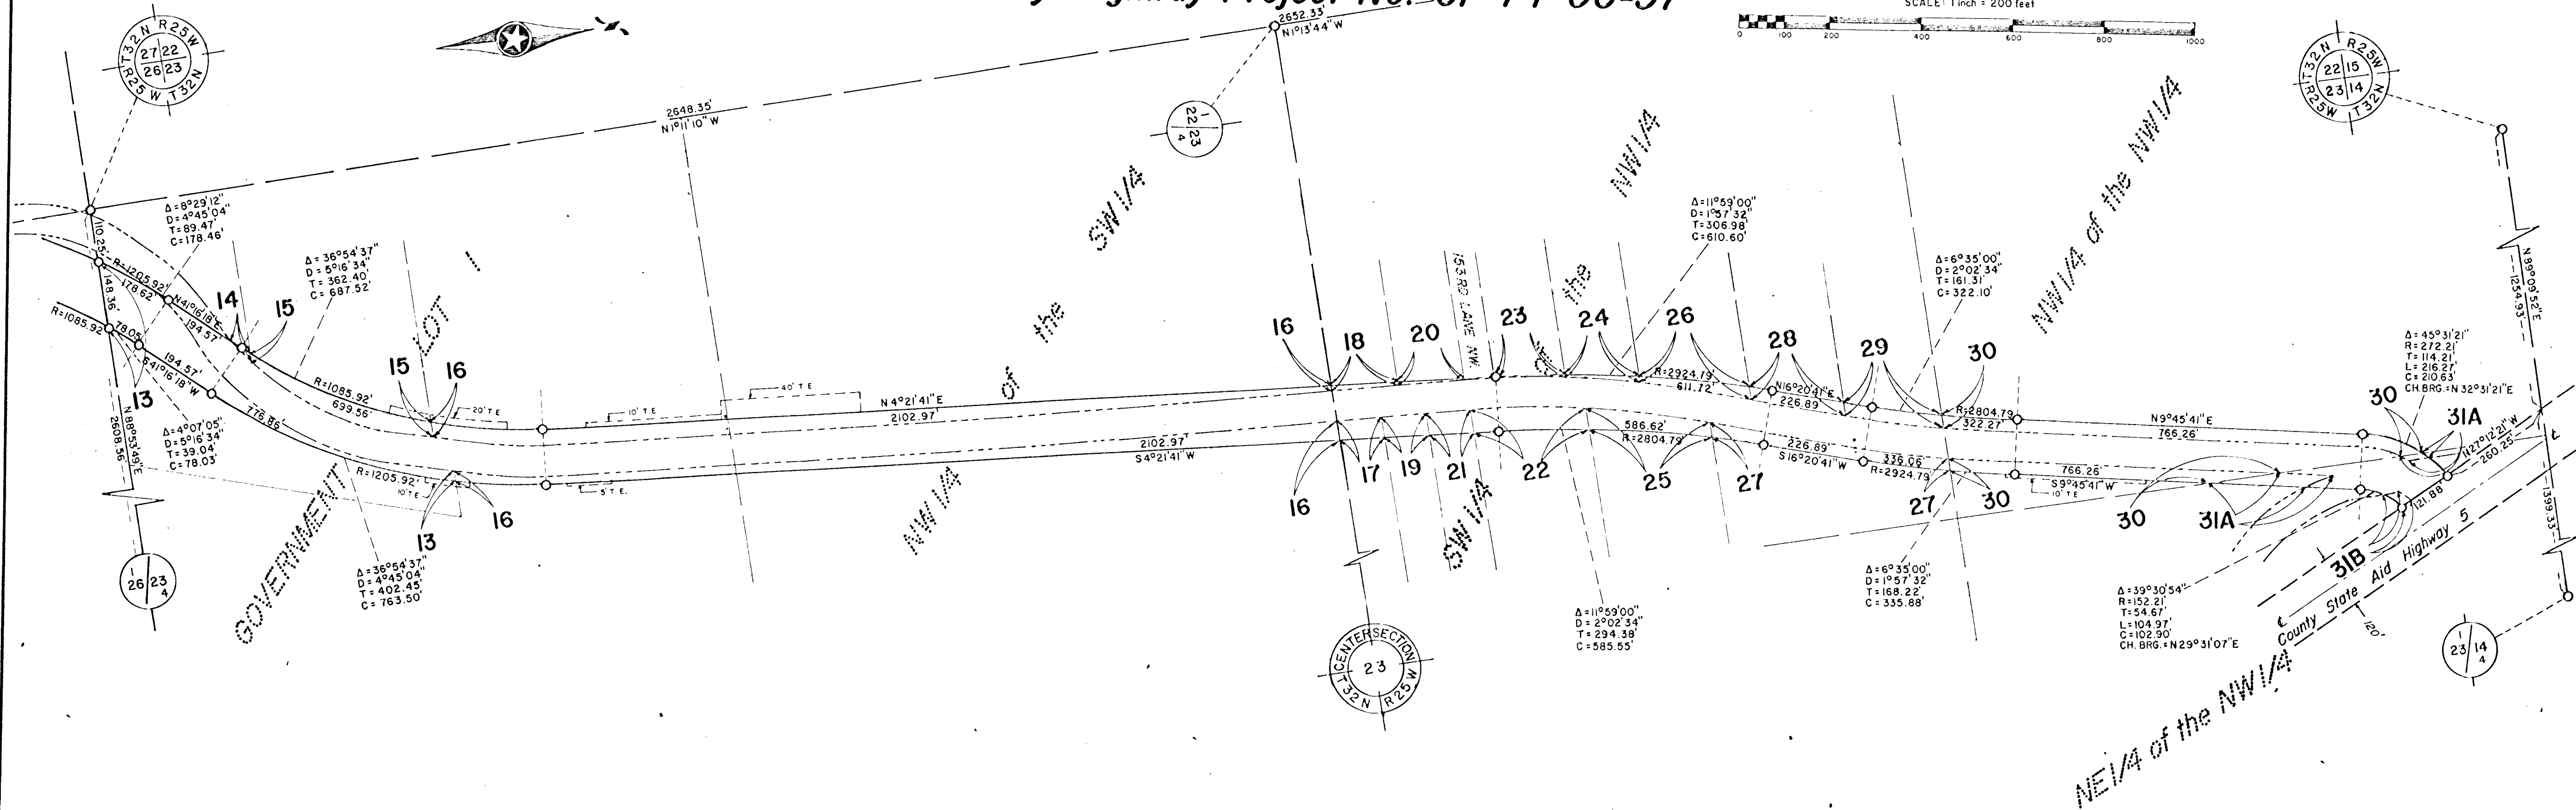 SCALE: 1 inch = 200 feet
0 100 200 400 600 800 1000
T32N R25W
27 22
26 23
R25W T32N
T32N R25W
22 15
23 14
R25W T32N
2652.33'
N1°13'44"W
2648.35'
N1°11'10"W
1
22 23
4
110.25'
148.36'
N88°53'49"E
2608.56'
Δ=8°29'12"
D=4°45'04"
T=89.47'
C=178.46'
R=1205.92'
178.62'
N41°16'18"E
194.57'
14
15
Δ=36°54'37"
D=5°16'34"
T=362.40'
C=687.52'
R=1085.92'
78.05'
194.57'
S41°16'18"W
776.86'
13
Δ=4°07'05"
D=5°16'34"
T=39.04'
C=78.03'
R=1085.92'
699.56'
15
16
20' T.E.
10' T.E.
40' T.E.
N4°21'41"E
2102.97'
2102.97'
S4°21'41"W
R=1205.92'
10' T.E.
5' T.E.
13
16
Δ=36°54'37"
D=4°45'04"
T=402.45'
C=763.50'
1
26 23
4
GOVERNMENT
LOT 1
NW 1/4
of the
SW 1/4
SW 1/4
of the
NW 1/4
153RD LANE N.W.
16
18
20
23
24
26
28
29
30
16
17
19
21
22
25
27
27
30
Δ=11°59'00"
D=1°57'32"
T=306.98'
C=610.60'
R=2924.79'
611.72'
N16°20'41"E
226.89'
Δ=6°35'00"
D=2°02'34"
T=161.31'
C=322.10'
R=2804.79
322.27'
N9°45'41"E
766.26'
586.62'
R=2804.79'
226.89'
S16°20'41"W
336.06'
R=2924.79'
766.26'
S9°45'41"W
10' T.E.
Δ=11°59'00"
D=2°02'34"
T=294.38'
C=585.55'
Δ=6°35'00"
D=1°57'32"
T=168.22'
C=335.88'
CENTERSECTION
23
T32N R25W
NW 1/4 of the NW 1/4
NE 1/4 of the NW 1/4
N89°09'52"E
1254.93'
1399.33'
Δ=45°31'21"
R=272.21'
T=114.21'
L=216.27'
C=210.63'
CH.BRG.=N32°31'21"E
30
31A
N27°12'21"W
260.25'
121.88'
30
31A
31B
Δ=39°30'54"
R=152.21'
T=54.67'
L=104.97'
C=102.90'
CH. BRG.=N29°31'07"E
County State Aid Highway 5
120'
1
23 14
4